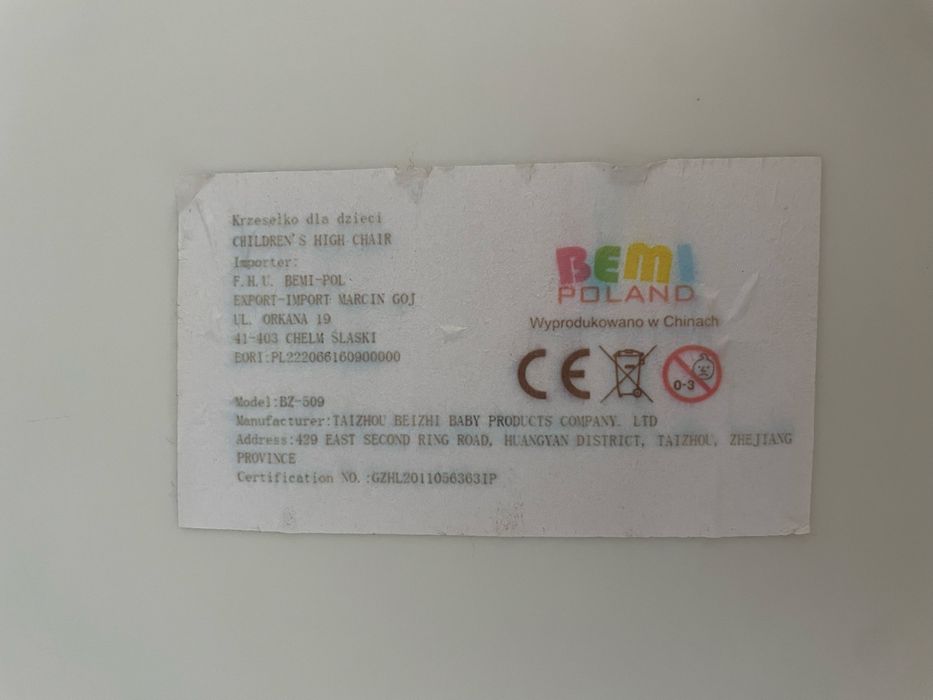 Krzesełko dla dzieci
CHILDREN'S HIGH CHAIR
Importer:
F.H.U. BEMI-POL
EXPORT-IMPORT MARCIN GOJ
UL. ORKANA 19
41-403 CHELM ŚLASKI
EORI:PL222066160900000
BEMI
POLAND
Wyprodukowano w Chinach
CE
0-3
Model:BZ-509
Manufacturer:TAIZHOU BEIZHI BABY PRODUCTS COMPANY. LTD
Address:429 EAST SECOND RING ROAD, HUANGYAN DISTRICT, TAIZHOU, ZHEJIANG
PROVINCE
Certification NO.:GZHL2011056363IP